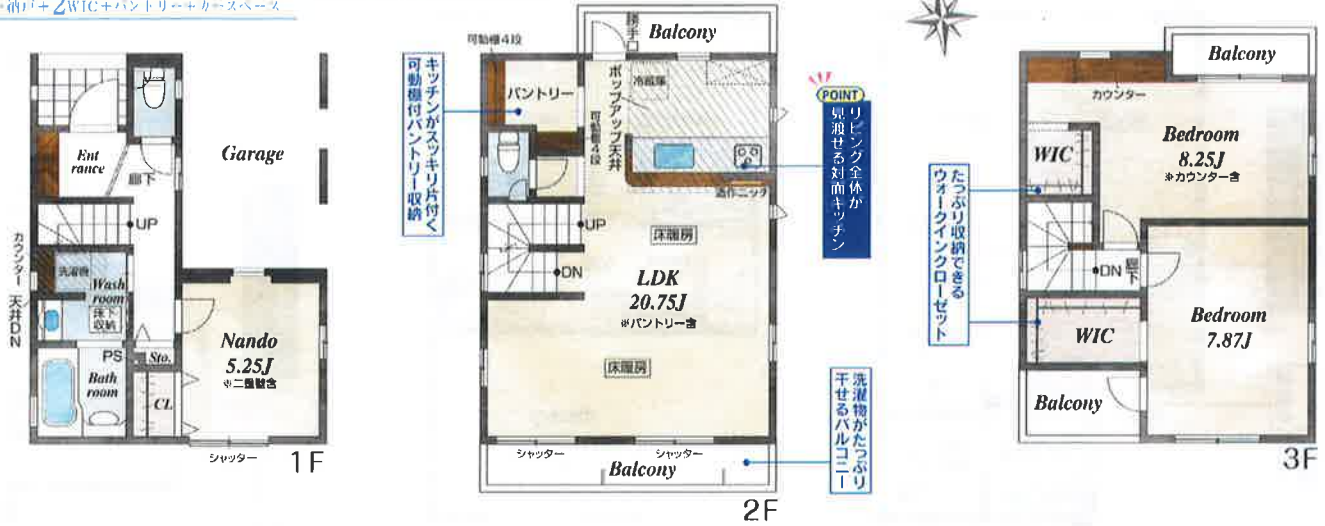 納戸+2WIC+パントリー+カースペース
Ent
rance
廊下
Garage
UP
カウンター 天井DN
洗濯機
Wash
room
床下
収納
PS
Sto.
Bath
room
CL
Nando
5.25J
シャッター
1F
キッチンがスッキリ片付く
可動棚付パントリー収納
可動棚4段
勝手口
Balcony
パントリー
可動棚4段
ポップアップ天井
冷蔵庫
造作ニッチ
UP
床暖房
DN
LDK
20.75J
※パントリー含
床暖房
シャッター
シャッター
Balcony
2F
POINT
リビング全体が
見渡せる対面キッチン
洗濯物がたっぷり
干せるバルコニー
Balcony
カウンター
Bedroom
8.25J
※カウンター含
WIC
たっぷり収納できる
ウォークインクローゼット
DN
廊下
Bedroom
7.87J
WIC
Balcony
3F